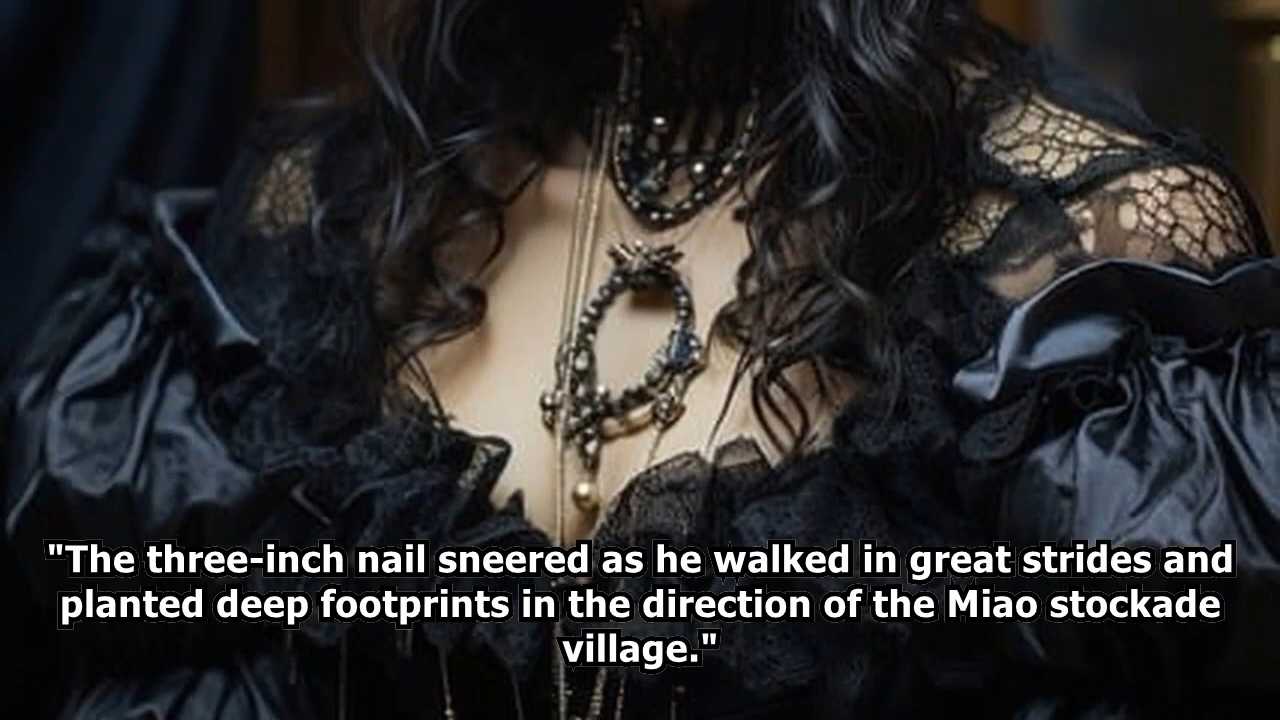 "The three-inch nail sneered as he walked in great strides and
planted deep footprints in the direction of the Miao stockade
village."